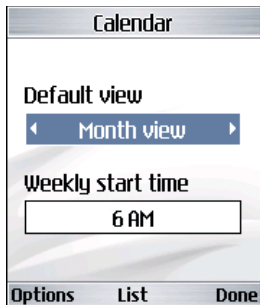 Calendar
Default view
Month view
Weekly start time
6 AM
Options List Done